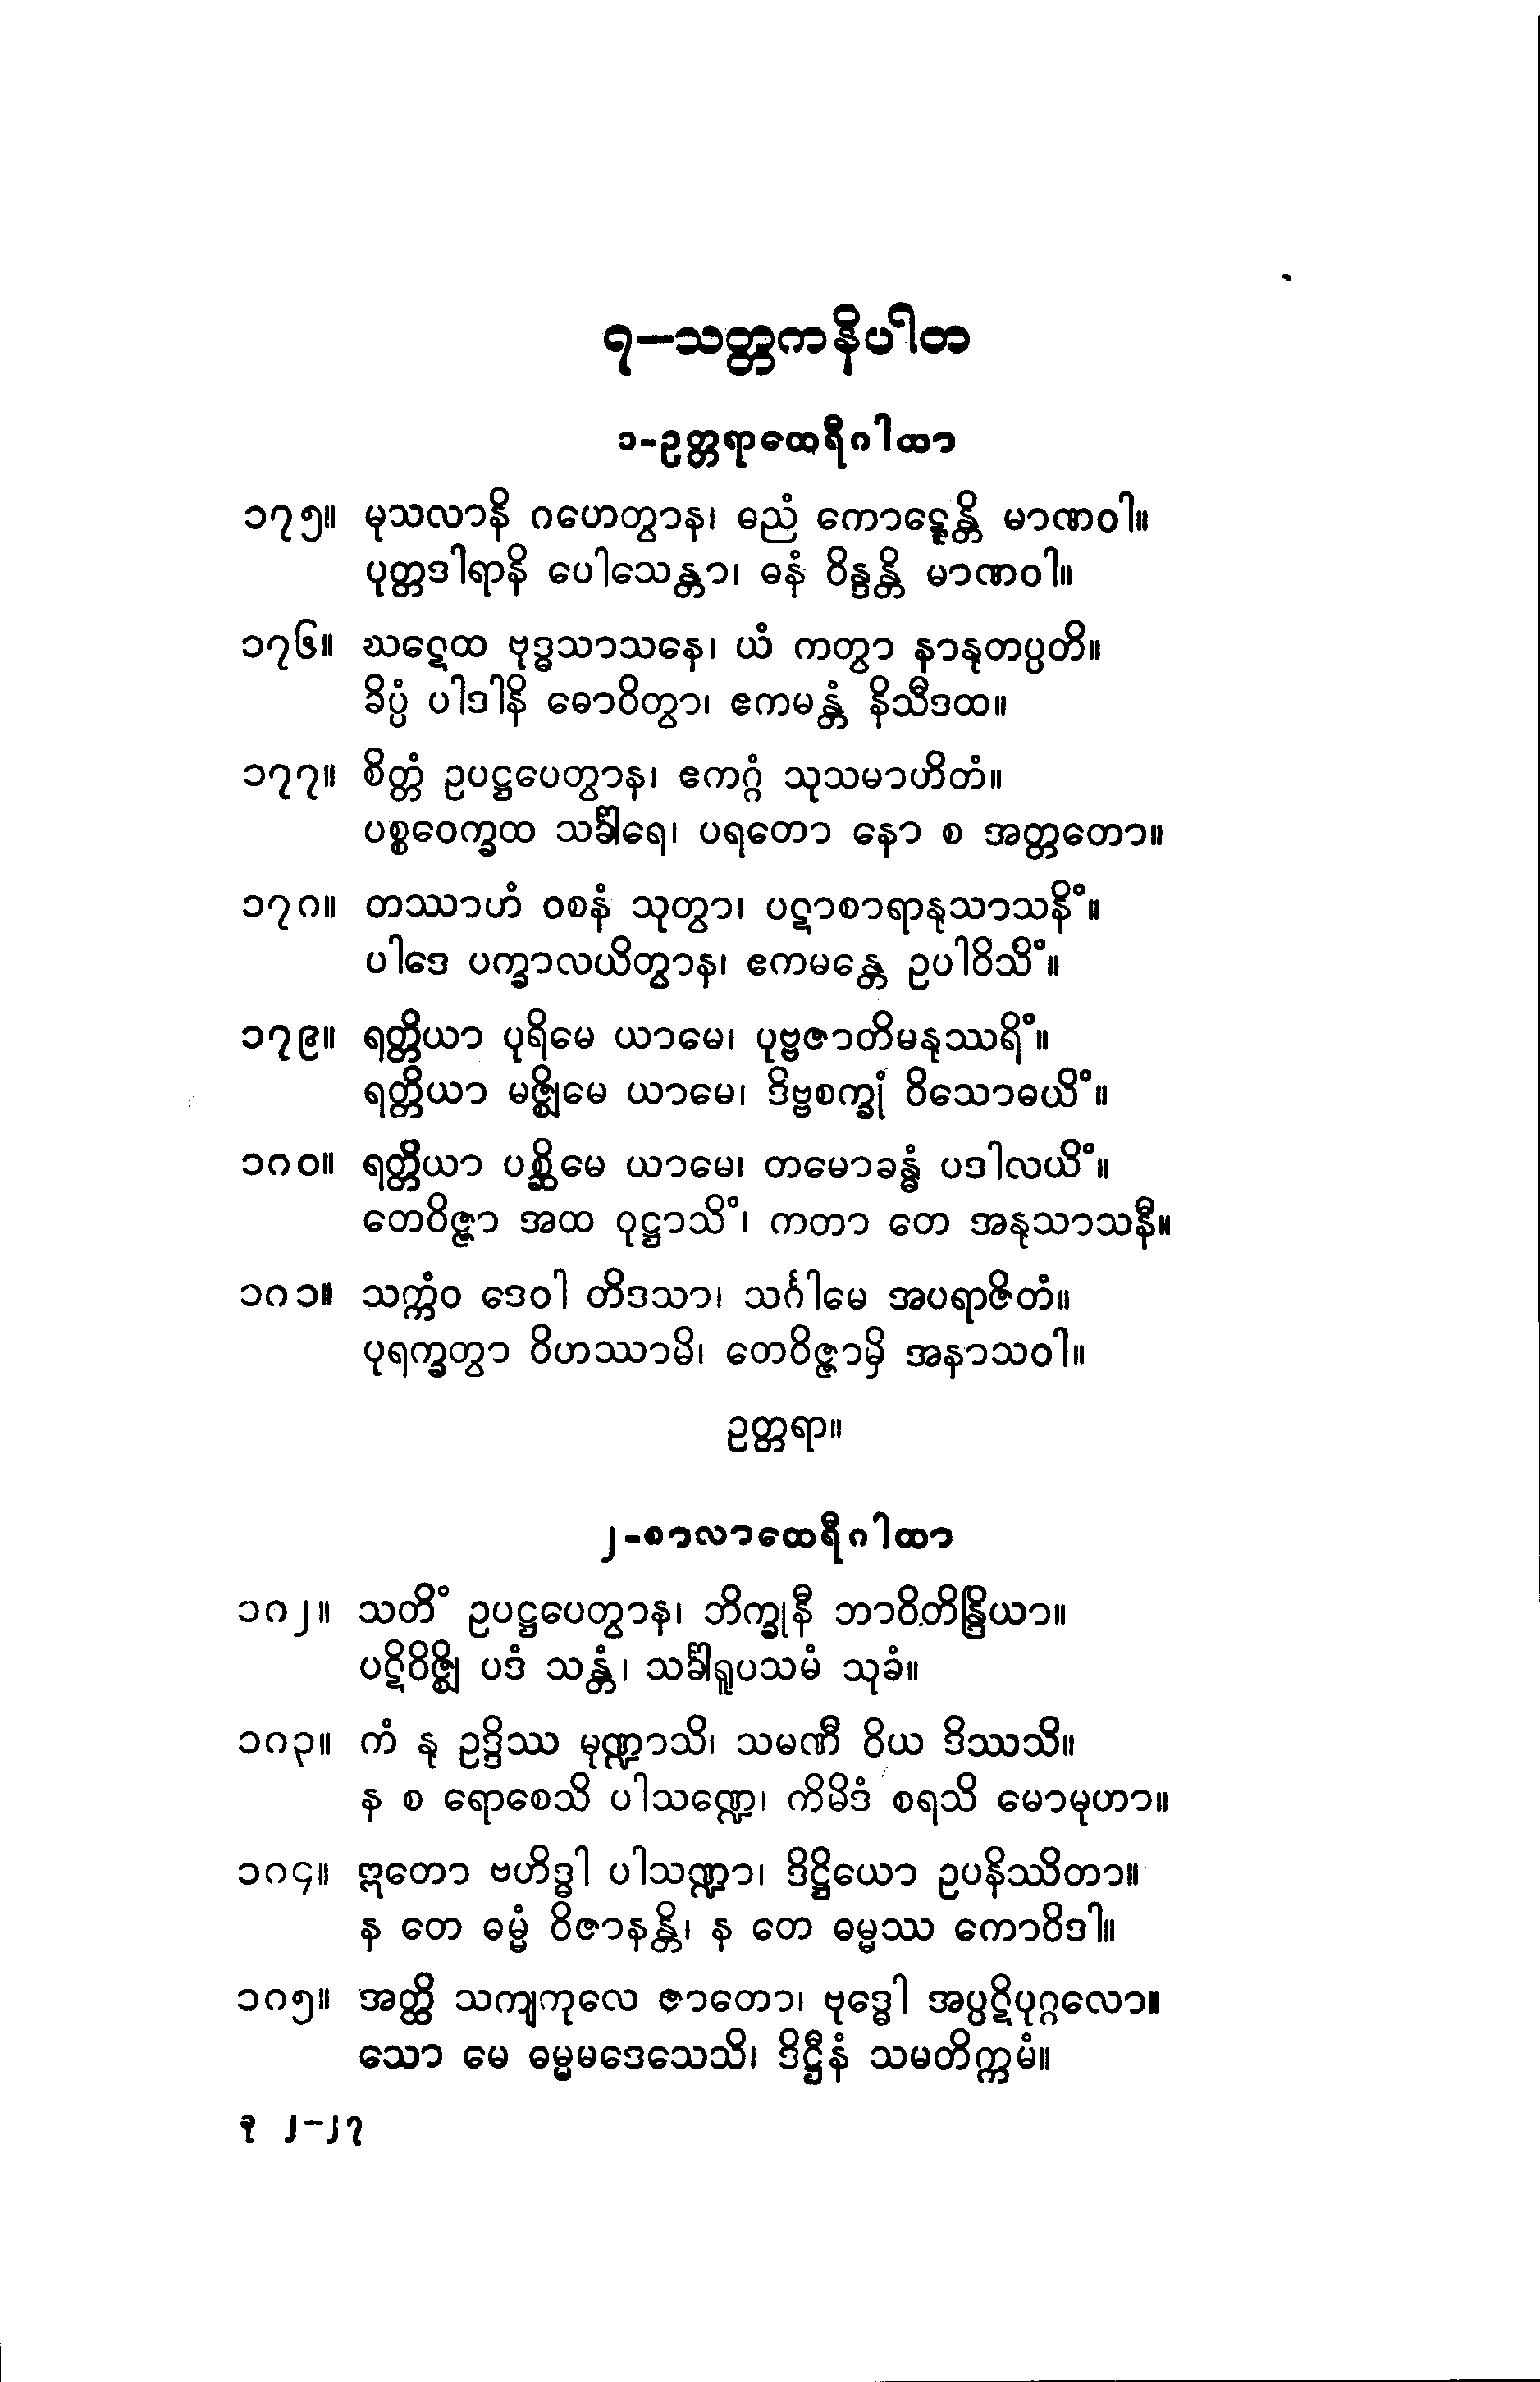 ၇−သတ္တကနိပါတ
၁-ဥတ္တရာထေရီဂါထာ
၁၇၅။ မုသလာနိ ဂဟေတွာန၊ ဓညံ ကောဋ္ဋေန္တိ မာဏဝါ။
ပုတ္တဒါရာနိ ပေါသေန္တာ၊ ဓနံ ဝိန္ဒန္တိ မာဏဝါ။
၁၇၆။ ဃဋေထ ဗုဒ္ဓသာသနေ၊ ယံ ကတွာ နာနုတပ္ပတိ။
ခိပ္ပံ ပါဒါနိ ဓောဝိတွာ၊ ဧကမန္တံ နိသီဒထ။
၁၇၇။ စိတ္တံ ဥပဋ္ဌပေတွာန၊ ဧကဂ္ဂံ သုသမာဟိတံ။
ပစ္စဝေက္ခထ သင်္ခါရေ၊ ပရတော နော စ အတ္တတော။
၁၇၈။ တဿာဟံ ဝစနံ သုတွာ၊ ပဋာစာရာနုသာသနိံ။
ပါဒေ ပက္ခာလယိတွာန၊ ဧကမန္တေ ဥပါဝိသိံ။
၁၇၉။ ရတ္တိယာ ပုရိမေ ယာမေ၊ ပုဗ္ဗဇာတိမနုဿရိံ။
ရတ္တိယာ မဇ္ဈိမေ ယာမေ၊ ဒိဗ္ဗစက္ခုံ ဝိသောဓယိံ။
၁၈၀။ ရတ္တိယာ ပစ္ဆိမေ ယာမေ၊ တမောခန္ဓံ ပဒါလယိံ။
တေဝိဇ္ဇာ အထ ဝုဋ္ဌာသိံ၊ ကတာ တေ အနုသာသနီ။
၁၈၁။ သက္ကံဝ ဒေဝါ တိဒသာ၊ သင်္ဂါမေ အပရာဇိတံ။
ပုရက္ခတွာ ဝိဟဿာမိ၊ တေဝိဇ္ဇာမှိ အနာသဝါ။
ဥတ္တရာ။
၂-စာလာထေရီဂါထာ
၁၈၂။ သတိံ ဥပဋ္ဌပေတွာန၊ ဘိက္ခုနီ ဘာဝိတိန္ဒြိယာ။
ပဋိဝိဇ္ဈိ ပဒံ သန္တံ၊ သင်္ခါရူပသမံ သုခံ။
၁၈၃။ ကံ နု ဥဒ္ဒိဿ မုဏ္ဍာသိ၊ သမဏီ ဝိယ ဒိဿသိ။
န စ ရောစေသိ ပါသဏ္ဍေ၊ ကိမိဒံ စရသိ မောမုဟာ။
၁၈၄။ ဣတော ဗဟိဒ္ဓါ ပါသဏ္ဍာ၊ ဒိဋ္ဌိယော ဥပနိဿိတာ။
န တေ ဓမ္မံ ဝိဇာနန္တိ၊ န တေ ဓမ္မဿ ကောဝိဒါ။
၁၈၅။ အတ္ထိ သကျကုလေ ဇာတော၊ ဗုဒ္ဓေါ အပ္ပဋိပုဂ္ဂလော။
သော မေ ဓမ္မမဒေသေသိ၊ ဒိဋ္ဌီနံ သမတိက္ကမံ။
ခု ၂−၂၇